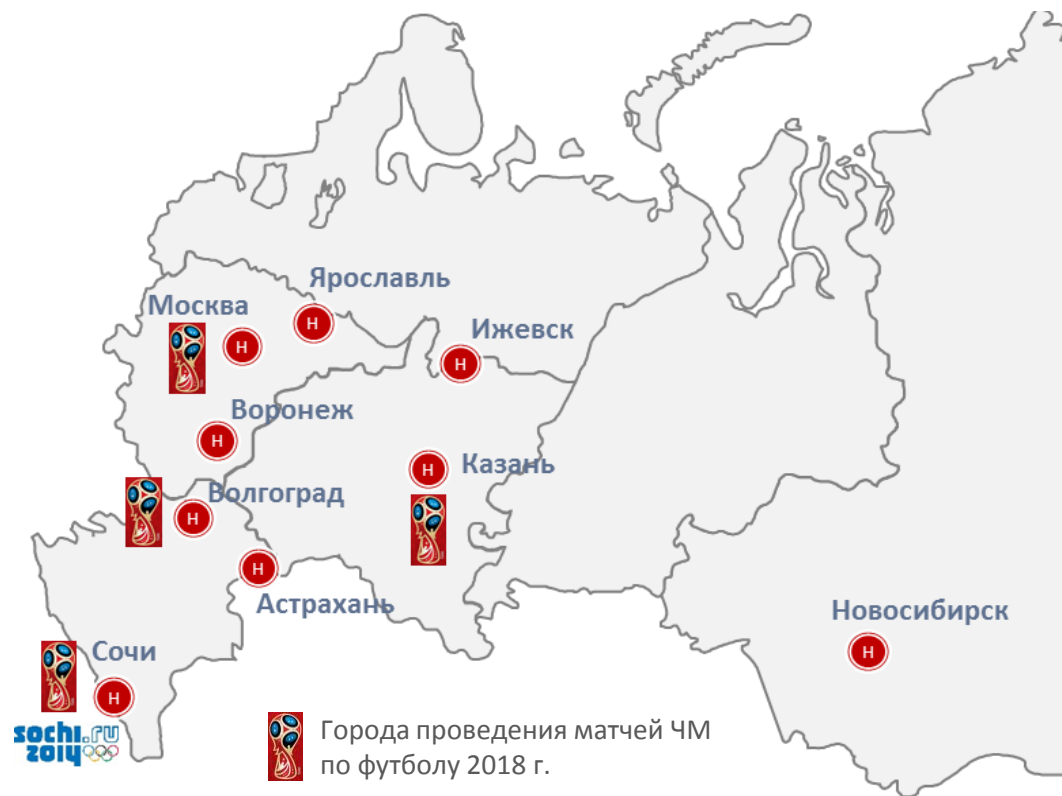 Ярославль
Москва
Н
Н
Ижевск
Н
Воронеж
Н
Казань
Н
Волгоград
Н
Н
Астрахань
Новосибирск
Н
Сочи
Н
sochi.ru
2014
Города проведения матчей ЧМ
по футболу 2018 г.